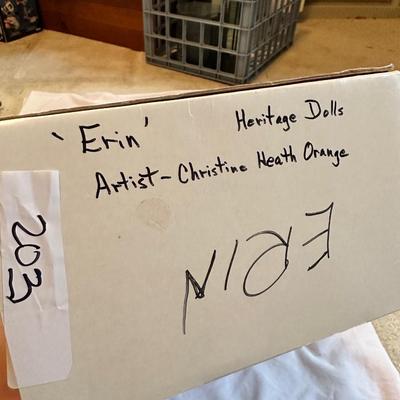 'Erin' Heritage Dolls
Artist - Christine Heath Orange
ERIN
203